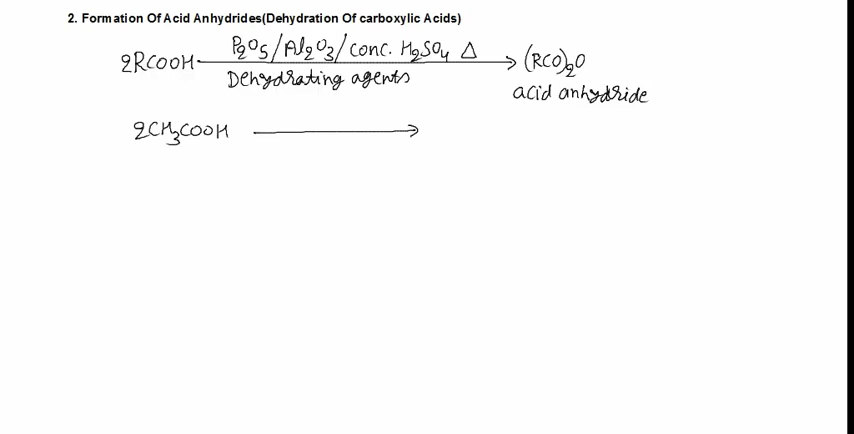 2. Formation Of Acid Anhydrides(Dehydration Of carboxylic Acids)
P₂O₅/Al₂O₃/conc. H₂SO₄ Δ
2RCOOH → (RCO)₂O
Dehydrating agents
acid anhydride
2CH₃COOH →